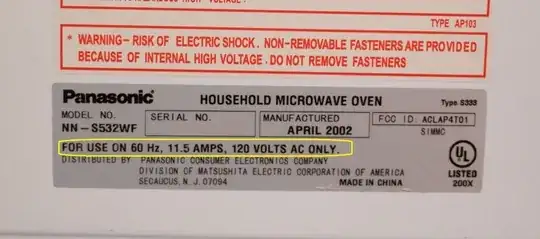 TYPE AP103
* WARNING- RISK OF ELECTRIC SHOCK. NON-REMOVABLE FASTENERS ARE PROVIDED
BECAUSE OF INTERNAL HIGH VOLTAGE. DO NOT REMOVE FASTENERS
Panasonic HOUSEHOLD MICROWAVE OVEN Type S333
MODEL NO. SERIAL NO. MANUFACTURED FCC ID. ACLAP4T01
NN-S532WF APRIL 2002 SIMMC
FOR USE ON 60 Hz, 11.5 AMPS, 120 VOLTS AC ONLY.
DISTRIBUTED BY PANASONIC CONSUMER ELECTRONICS COMPANY
DIVISION OF MATSUSHITA ELECTRIC CORPORATION OF AMERICA
SECAUCUS, N.J. 07094 MADE IN CHINA
UL
LISTED
200X